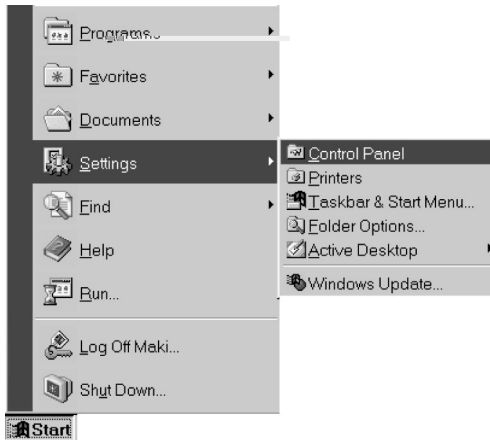 Programs
Favorites
Documents
Settings
Find
Help
Run...
Log Off Maki...
Shut Down...
Start
Control Panel
Printers
Taskbar & Start Menu...
Folder Options...
Active Desktop
Windows Update...